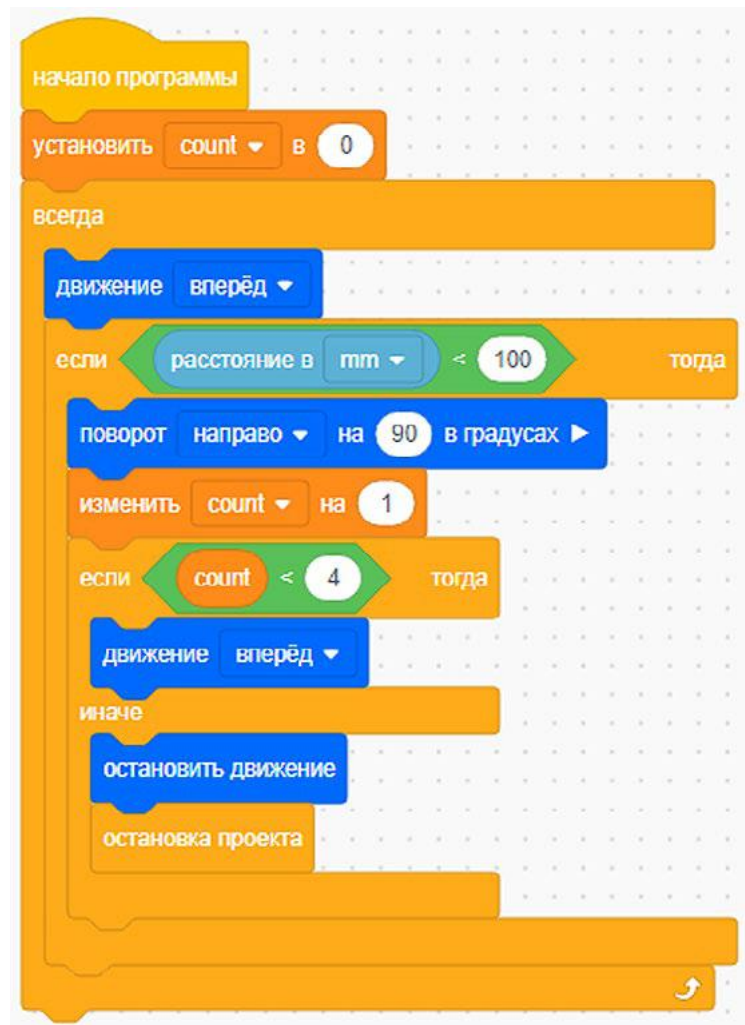 начало программы
установить count в 0
всегда
движение вперёд
если расстояние в mm < 100 тогда
поворот направо на 90 в градусах
изменить count на 1
если count < 4 тогда
движение вперёд
иначе
остановить движение
остановка проекта